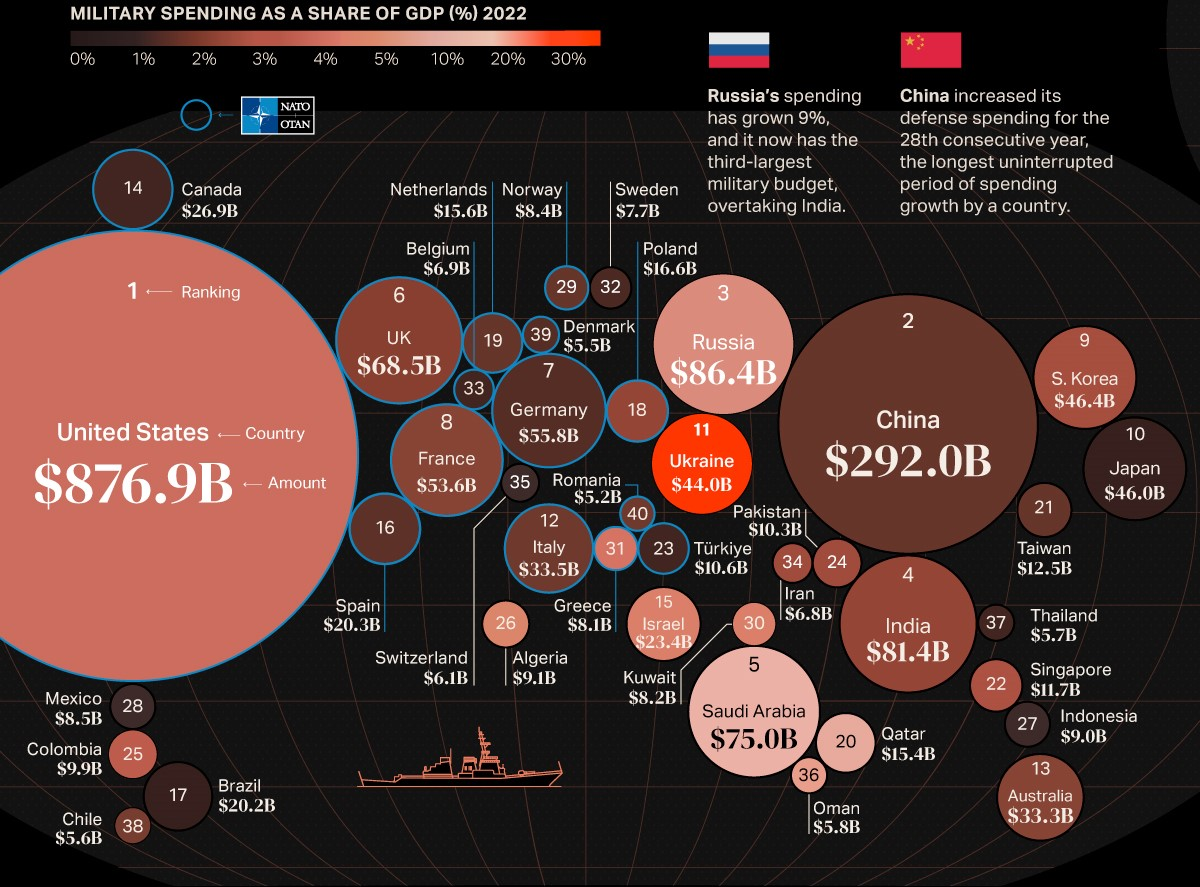 MILITARY SPENDING AS A SHARE OF GDP (%) 2022
0% 1% 2% 3% 4% 5% 10% 20% 30%
NATO
OTAN
Russia's spending
has grown 9%,
and it now has the
third-largest
military budget,
overtaking India.
China increased its
defense spending for the
28th consecutive year,
the longest uninterrupted
period of spending
growth by a country.
14
Canada
$26.9B
1 Ranking
United States Country
$876.9B Amount
Netherlands
$15.6B
Norway
$8.4B
Sweden
$7.7B
Belgium
$6.9B
Poland
$16.6B
29
32
6
UK
$68.5B
19
39
Denmark
$5.5B
33
7
Germany
$55.8B
18
8
France
$53.6B
3
Russia
$86.4B
2
China
$292.0B
9
S. Korea
$46.4B
10
Japan
$46.0B
11
Ukraine
$44.0B
35
Romania
$5.2B
40
16
12
Italy
$33.5B
31
23
Türkiye
$10.6B
Pakistan
$10.3B
34
24
Iran
$6.8B
21
Taiwan
$12.5B
4
India
$81.4B
Spain
$20.3B
Switzerland
$6.1B
26
Algeria
$9.1B
Greece
$8.1B
15
Israel
$23.4B
30
Kuwait
$8.2B
37
Thailand
$5.7B
22
Singapore
$11.7B
27
Indonesia
$9.0B
5
Saudi Arabia
$75.0B
20
Qatar
$15.4B
36
Oman
$5.8B
13
Australia
$33.3B
Mexico
$8.5B
28
Colombia
$9.9B
25
17
Brazil
$20.2B
Chile
$5.6B
38